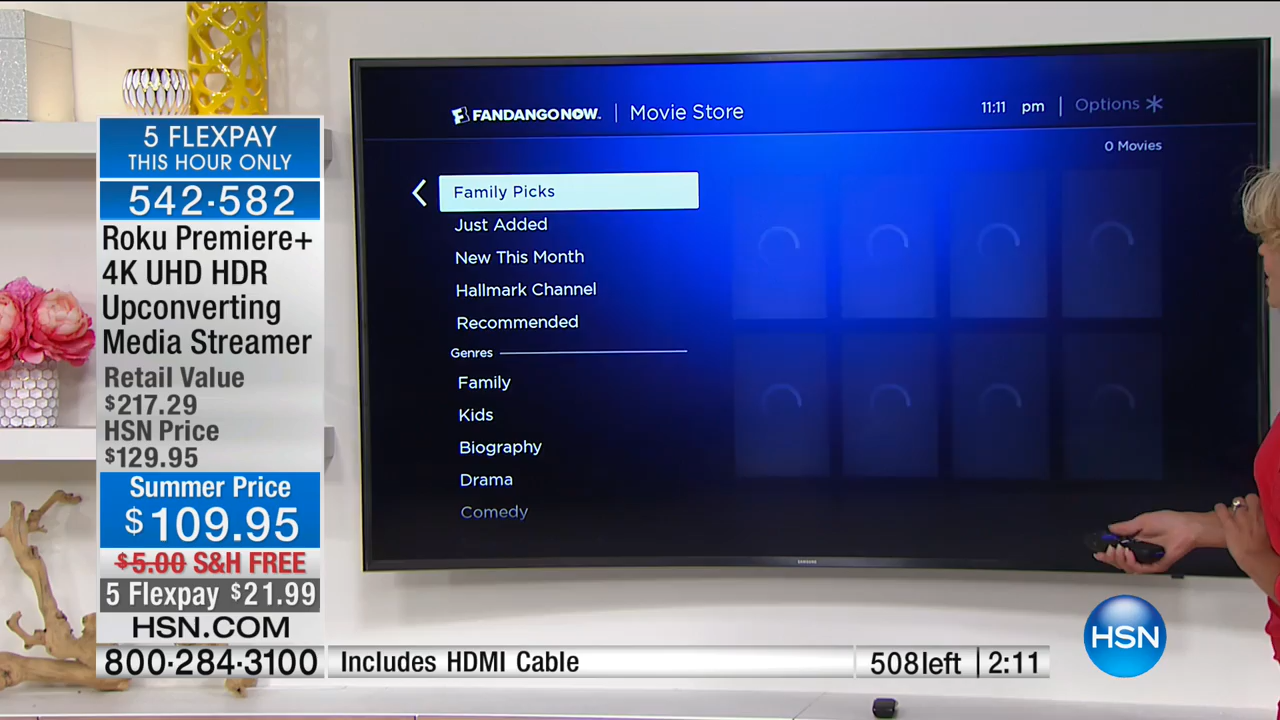 5 FLEXPAY
THIS HOUR ONLY
542·582
Roku Premiere+
4K UHD HDR
Upconverting
Media Streamer
Retail Value
$217.29
HSN Price
$129.95
Summer Price
$109.95
$5.00 S&H FREE
5 Flexpay $21.99
HSN.COM
800·284·3100
Includes HDMI Cable
508left | 2:11
HSN
FANDANGONOW | Movie Store
11:11 pm | Options
0 Movies
Family Picks
Just Added
New This Month
Hallmark Channel
Recommended
Genres
Family
Kids
Biography
Drama
Comedy
SAMSUNG